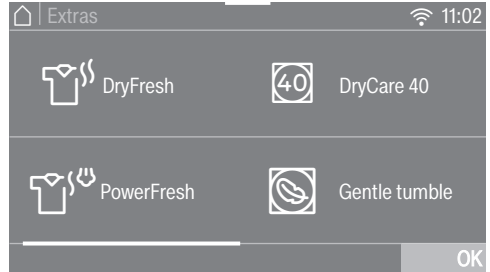 Extras 11:02
DryFresh
40 DryCare 40
PowerFresh
Gentle tumble
OK